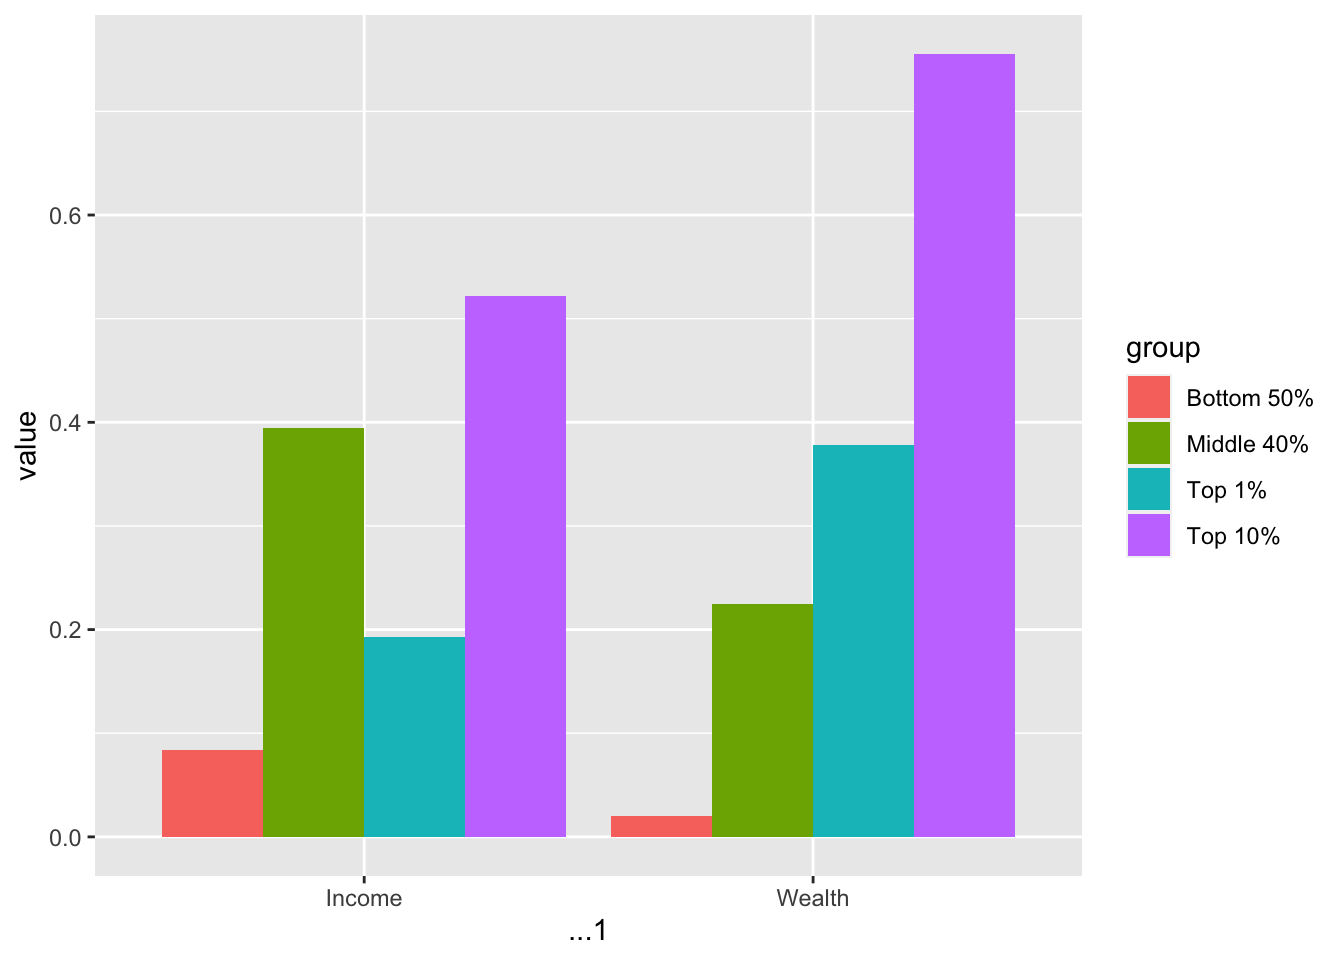 value
0.6
0.4
0.2
0.0
Income Wealth
...1
group
Bottom 50%
Middle 40%
Top 1%
Top 10%